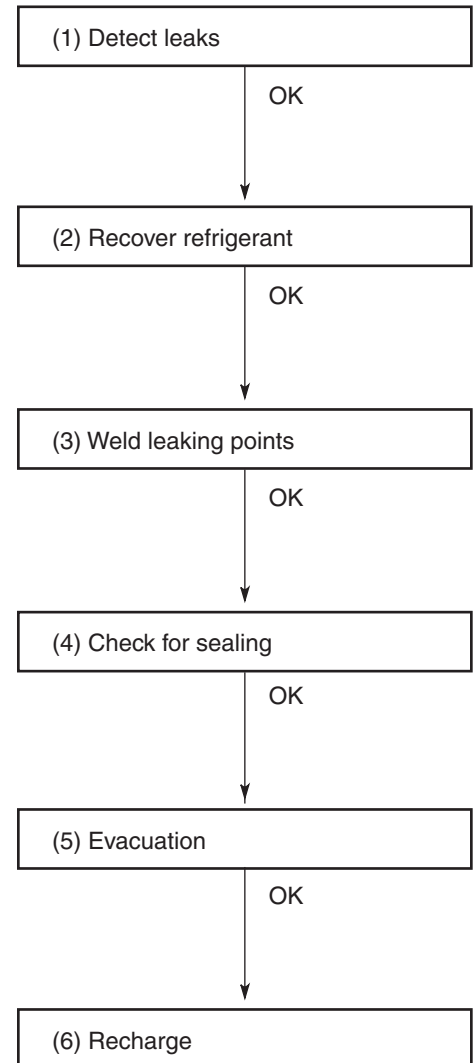 (1) Detect leaks
OK
(2) Recover refrigerant
OK
(3) Weld leaking points
OK
(4) Check for sealing
OK
(5) Evacuation
OK
(6) Recharge